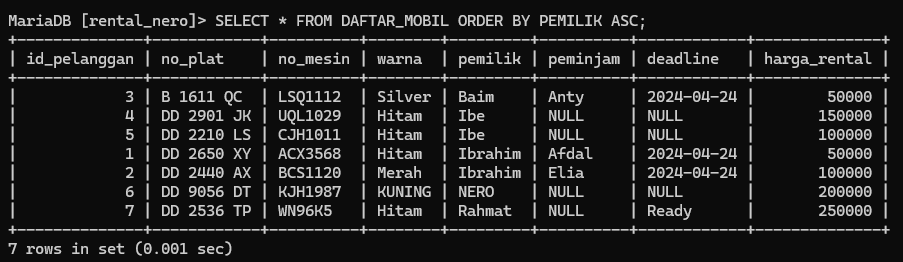 MariaDB [rental_nero]> SELECT * FROM DAFTAR_MOBIL ORDER BY PEMILIK ASC;
+--------------+------------+----------+--------+---------+----------+------------+--------------+
| id_pelanggan | no_plat    | no_mesin | warna  | pemilik | peminjam | deadline   | harga_rental |
+--------------+------------+----------+--------+---------+----------+------------+--------------+
|            3 | B 1611 QC  | LSQ1112  | Silver | Baim    | Anty     | 2024-04-24 |        50000 |
|            4 | DD 2901 JK | UQL1029  | Hitam  | Ibe     | NULL     | NULL       |       150000 |
|            5 | DD 2210 LS | CJH1011  | Hitam  | Ibe     | NULL     | NULL       |       100000 |
|            1 | DD 2650 XY | ACX3568  | Hitam  | Ibrahim | Afdal    | 2024-04-24 |        50000 |
|            2 | DD 2440 AX | BCS1120  | Merah  | Ibrahim | Elia     | 2024-04-24 |       100000 |
|            6 | DD 9056 DT | KJH1987  | KUNING | NERO    | NULL     | NULL       |       200000 |
|            7 | DD 2536 TP | WN96K5   | Hitam  | Rahmat  | NULL     | Ready      |       250000 |
+--------------+------------+----------+--------+---------+----------+------------+--------------+
7 rows in set (0.001 sec)